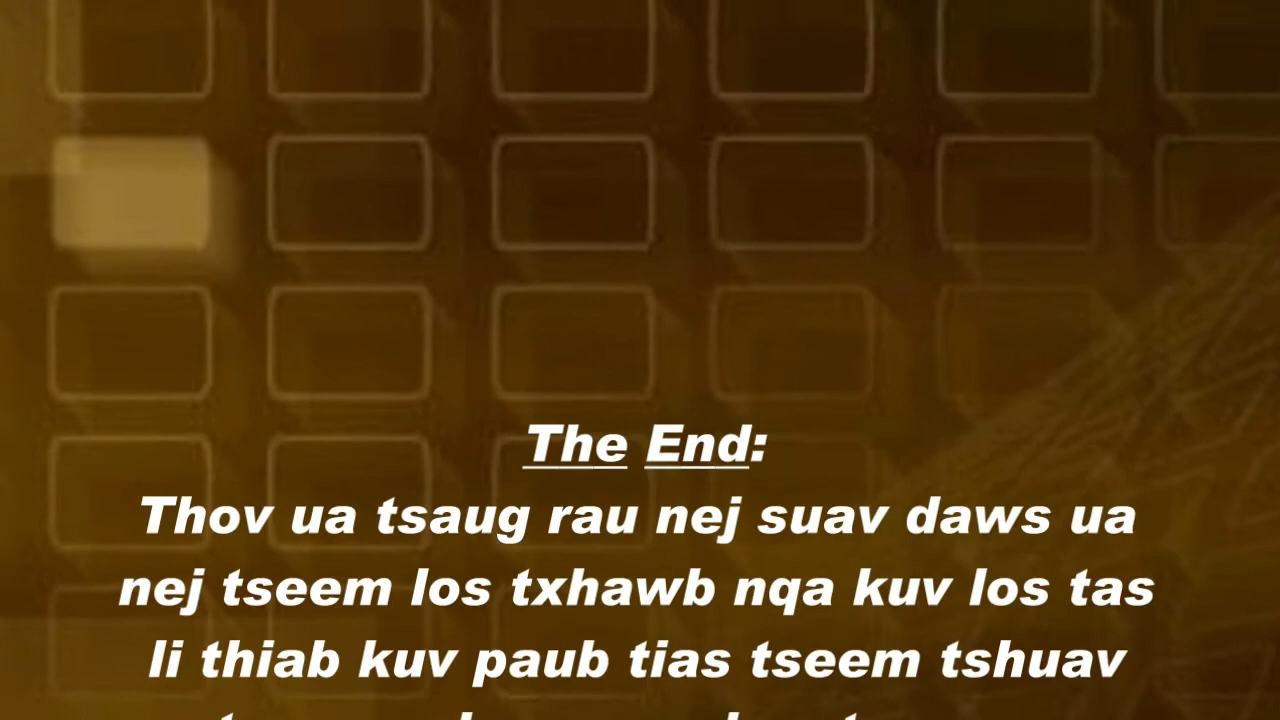 The End:
Thov ua tsaug rau nej suav daws ua
nej tseem los txhawb nqa kuv los tas
li thiab kuv paub tias tseem tshuav